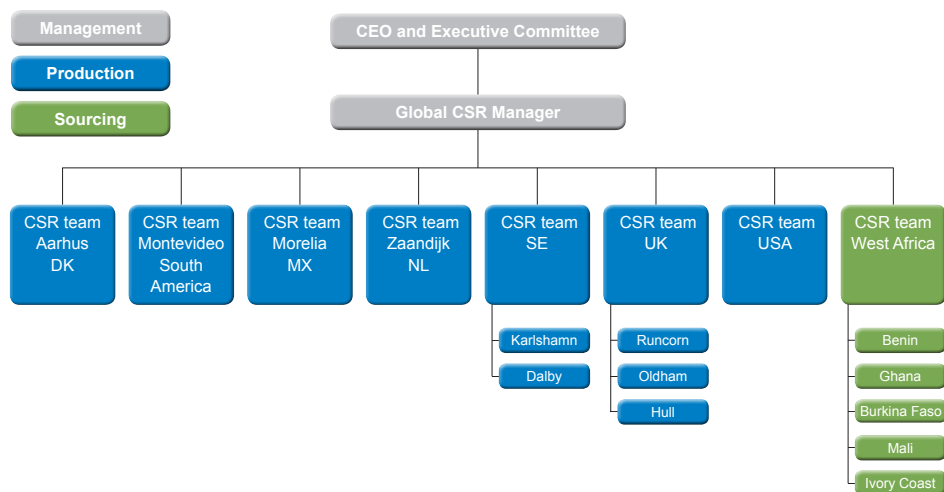 Management
CEO and Executive Committee
Production
Global CSR Manager
Sourcing
CSR team
Aarhus
DK
CSR team
Montevideo
South
America
CSR team
Morelia
MX
CSR team
Zaandijk
NL
CSR team
SE
CSR team
UK
CSR team
USA
CSR team
West Africa
Karlshamn
Dalby
Runcorn
Oldham
Hull
Benin
Ghana
Burkina Faso
Mali
Ivory Coast